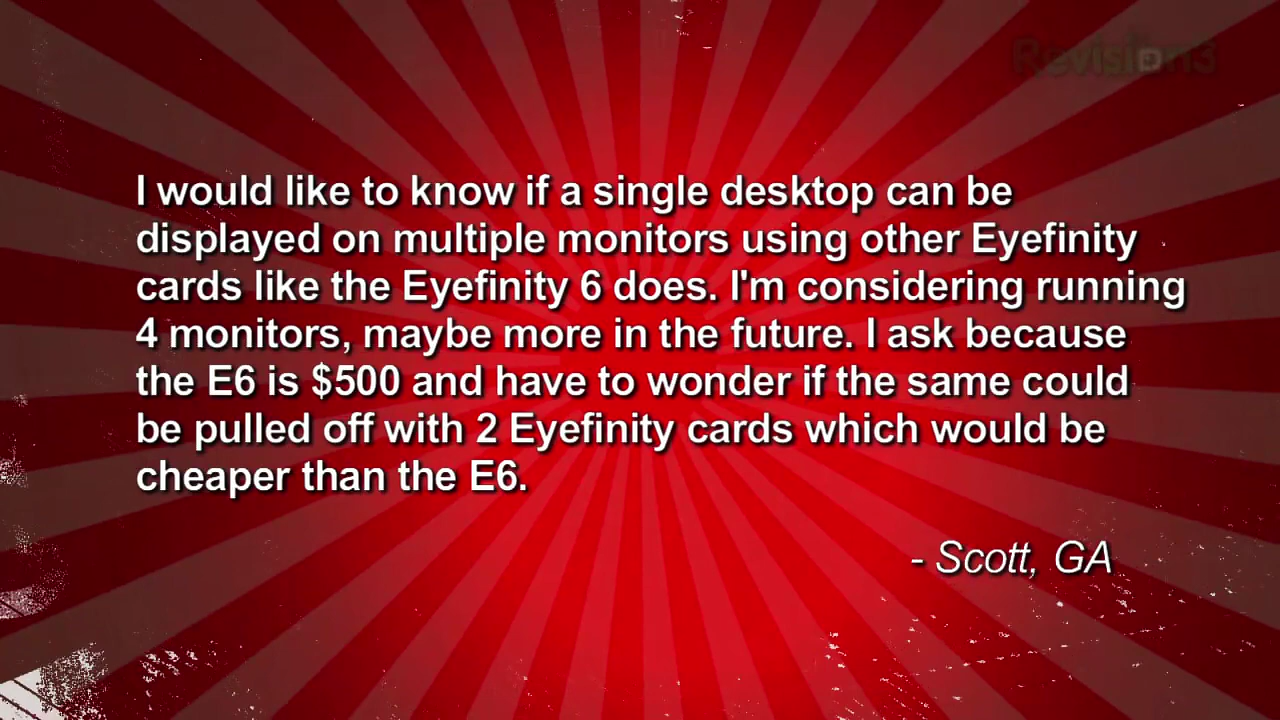 Revision3
I would like to know if a single desktop can be
displayed on multiple monitors using other Eyefinity
cards like the Eyefinity 6 does. I'm considering running
4 monitors, maybe more in the future. I ask because
the E6 is $500 and have to wonder if the same could
be pulled off with 2 Eyefinity cards which would be
cheaper than the E6.
- Scott, GA